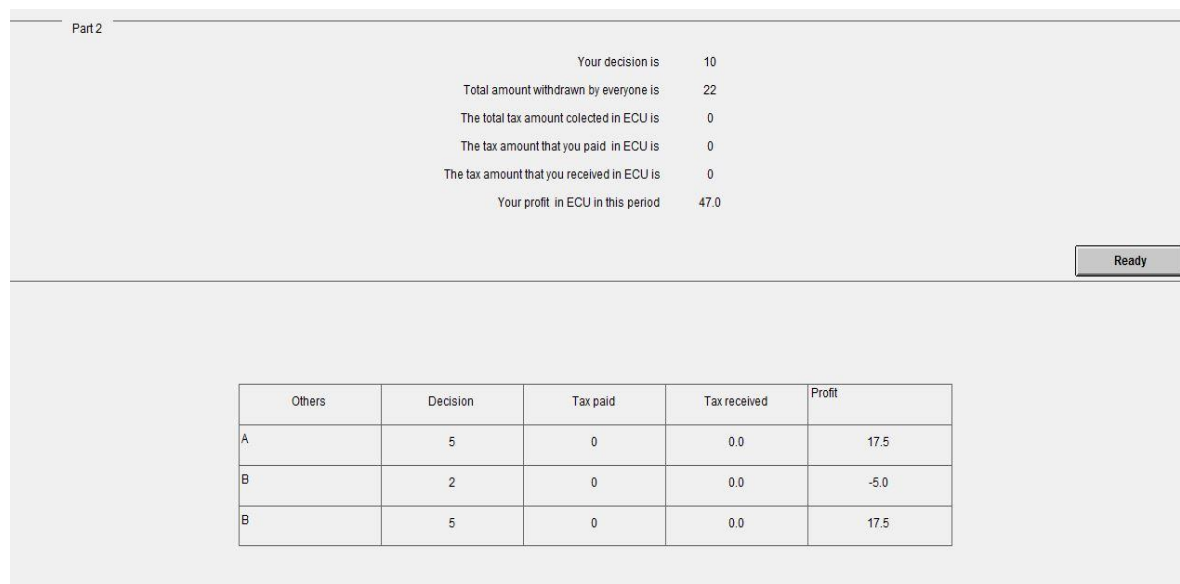 Part 2
Your decision is 10
Total amount withdrawn by everyone is 22
The total tax amount colected in ECU is 0
The tax amount that you paid in ECU is 0
The tax amount that you received in ECU is 0
Your profit in ECU in this period 47.0
Ready
Others Decision Tax paid Tax received Profit
A 5 0 0.0 17.5
B 2 0 0.0 -5.0
B 5 0 0.0 17.5